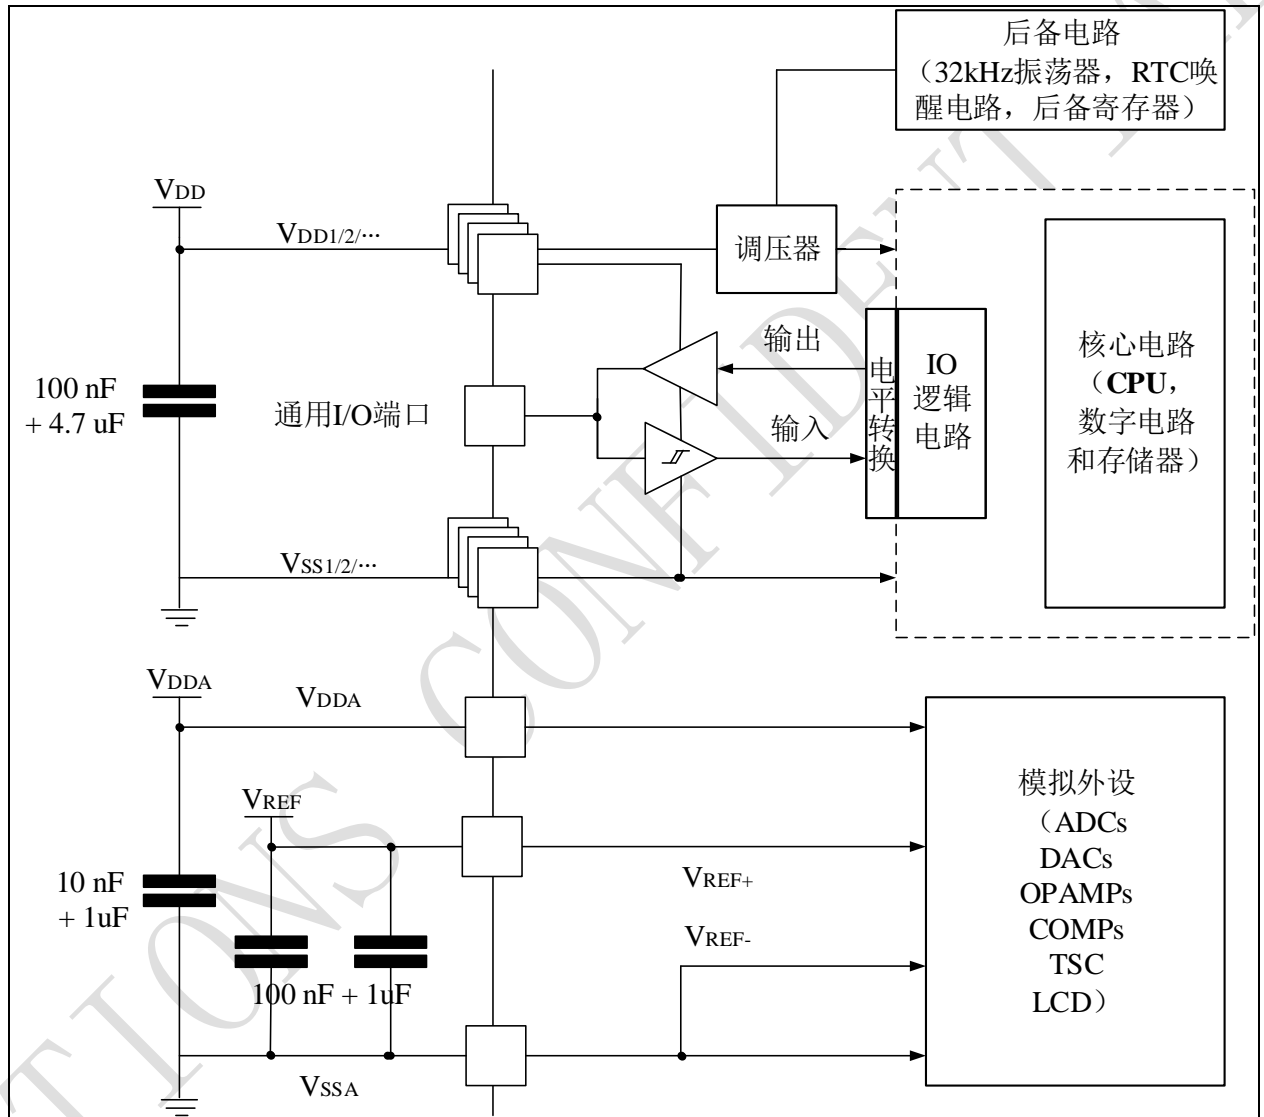 后备电路
（32kHz振荡器，RTC唤
醒电路，后备寄存器）
VDD
VDD1/2/···
调压器
100 nF
+ 4.7 uF
通用I/O端口
输出
输入
电平转换
IO
逻辑
电路
核心电路
（CPU，
数字电路
和存储器）
VSS1/2/···
VDDA
VDDA
VREF
10 nF
+ 1uF
100 nF + 1uF
VREF+
VREF-
VSSA
模拟外设
（ADCs
DACs
OPAMPs
COMPs
TSC
LCD）
TIONS CONFIDENTIA